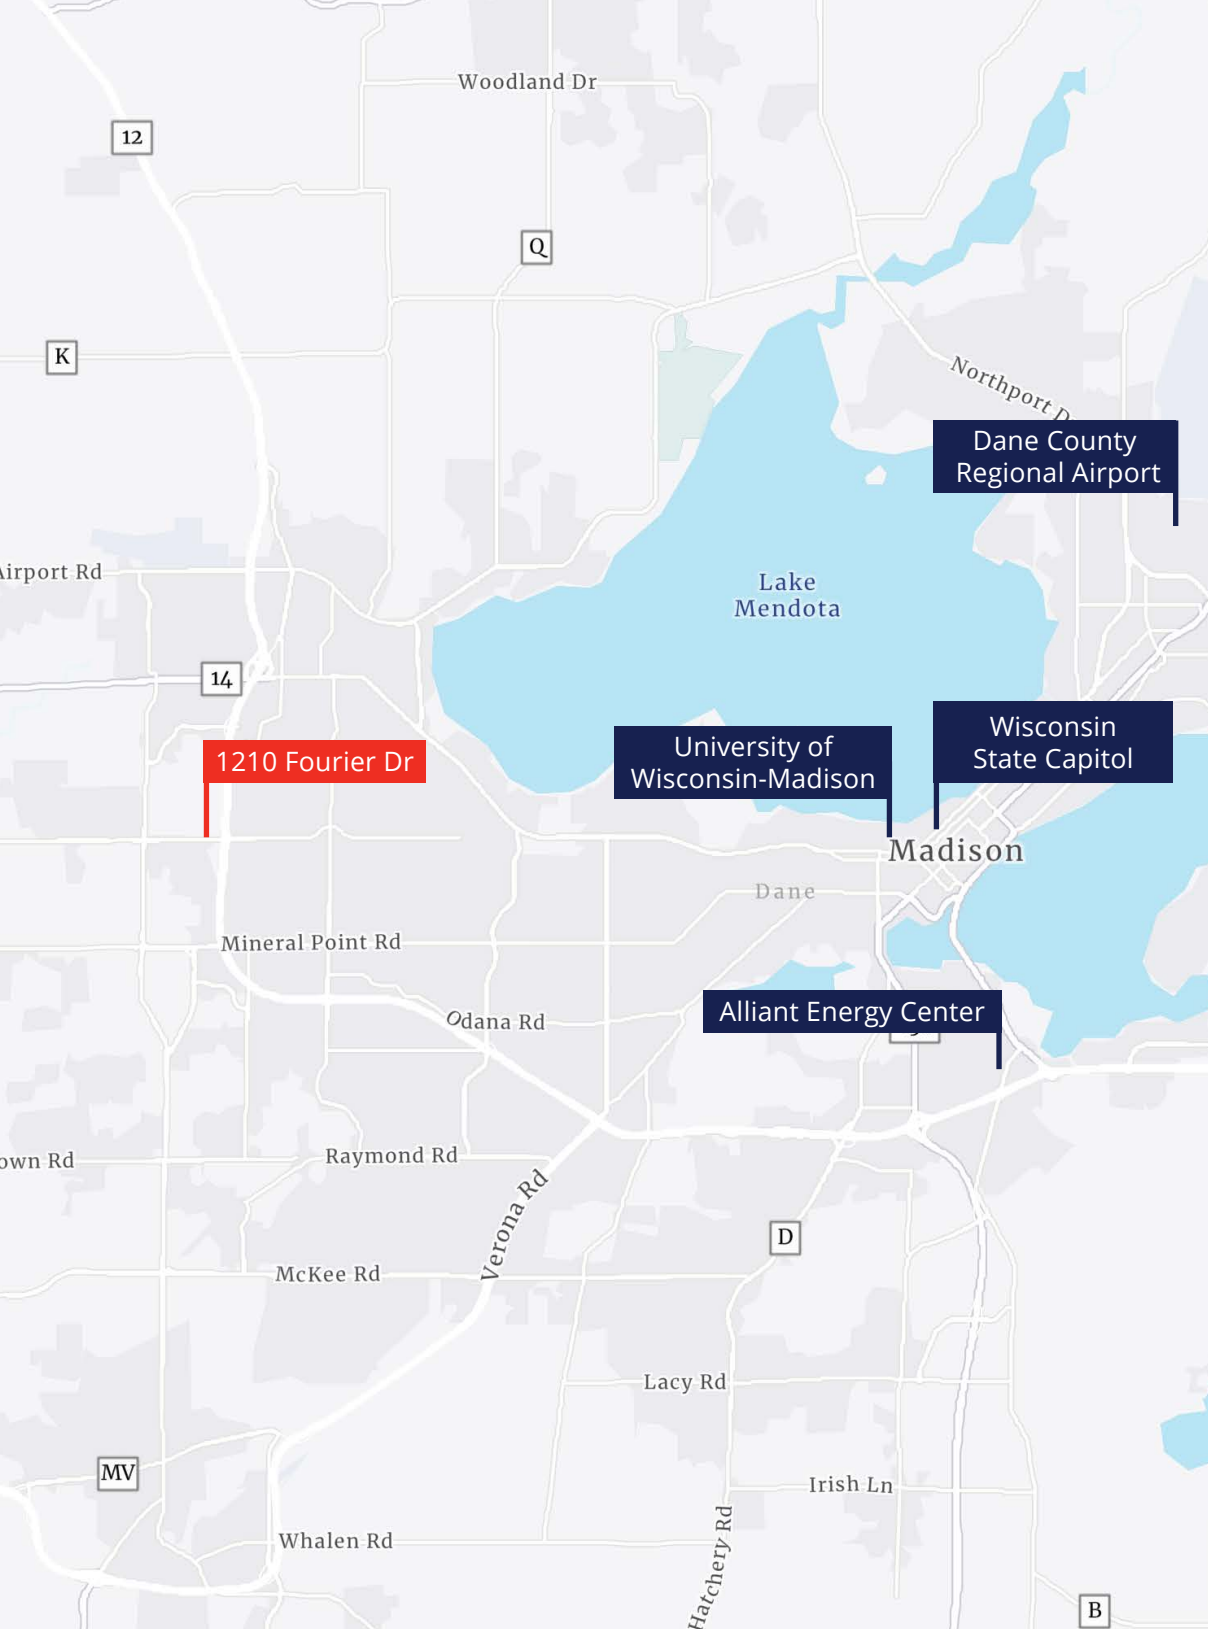 Woodland Dr
12
Q
K
Northport D
Dane County
Regional Airport
Airport Rd
Lake
Mendota
14
Wisconsin
State Capitol
University of
Wisconsin-Madison
1210 Fourier Dr
Madison
Dane
Mineral Point Rd
Alliant Energy Center
Odana Rd
own Rd
Raymond Rd
Verona Rd
D
McKee Rd
Lacy Rd
MV
Irish Ln
Whalen Rd
Hatchery Rd
B